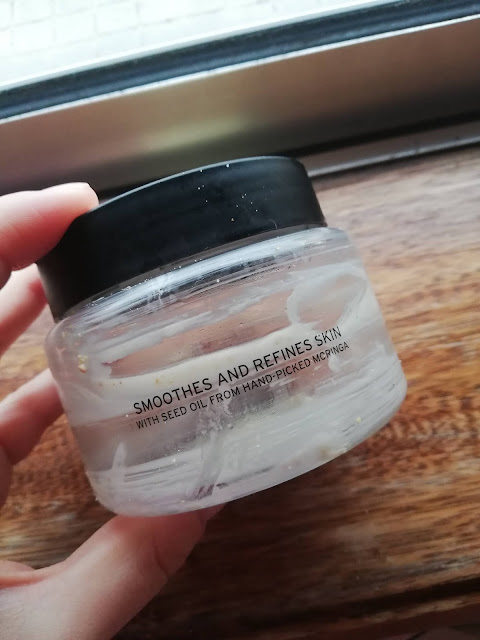 SMOOTHES AND REFINES SKIN
WITH SEED OIL FROM HAND-PICKED MORINGA